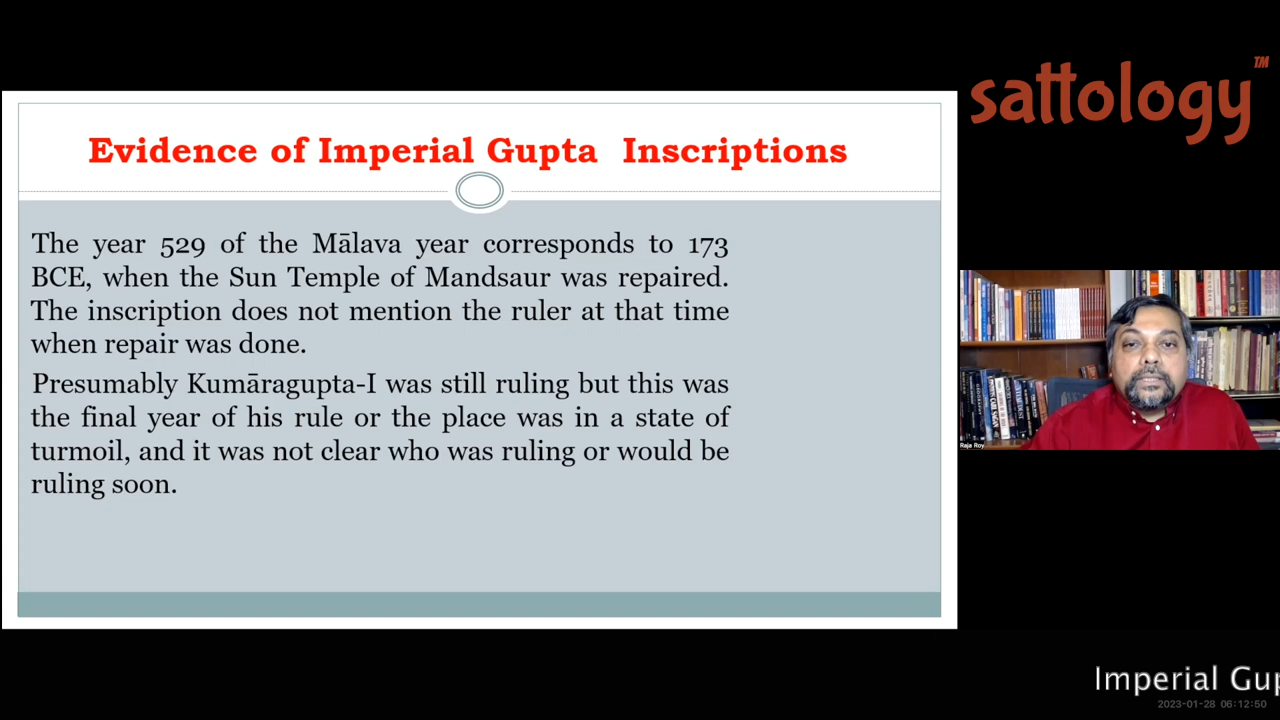 sattology™
Evidence of Imperial Gupta Inscriptions
The year 529 of the Mālava year corresponds to 173
BCE, when the Sun Temple of Mandsaur was repaired.
The inscription does not mention the ruler at that time
when repair was done.
Presumably Kumāragupta-I was still ruling but this was
the final year of his rule or the place was in a state of
turmoil, and it was not clear who was ruling or would be
ruling soon.
Raja Roy
Imperial Gup
2023-01-28 06:12:50